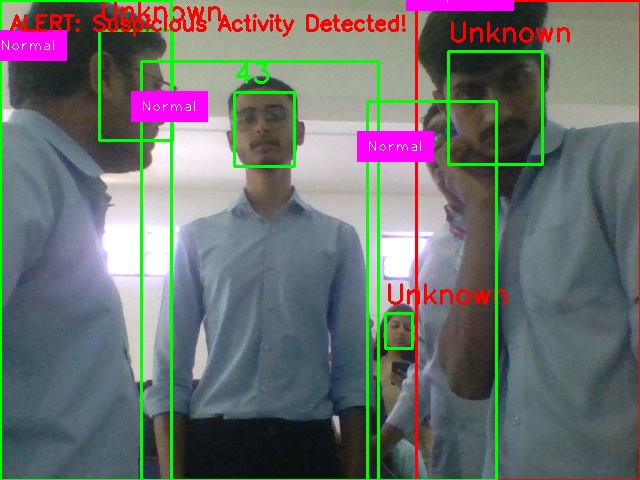 Unknown
ALERT: Suspicious Activity Detected!
Unknown
Normal
43
Normal
Normal
Unknown